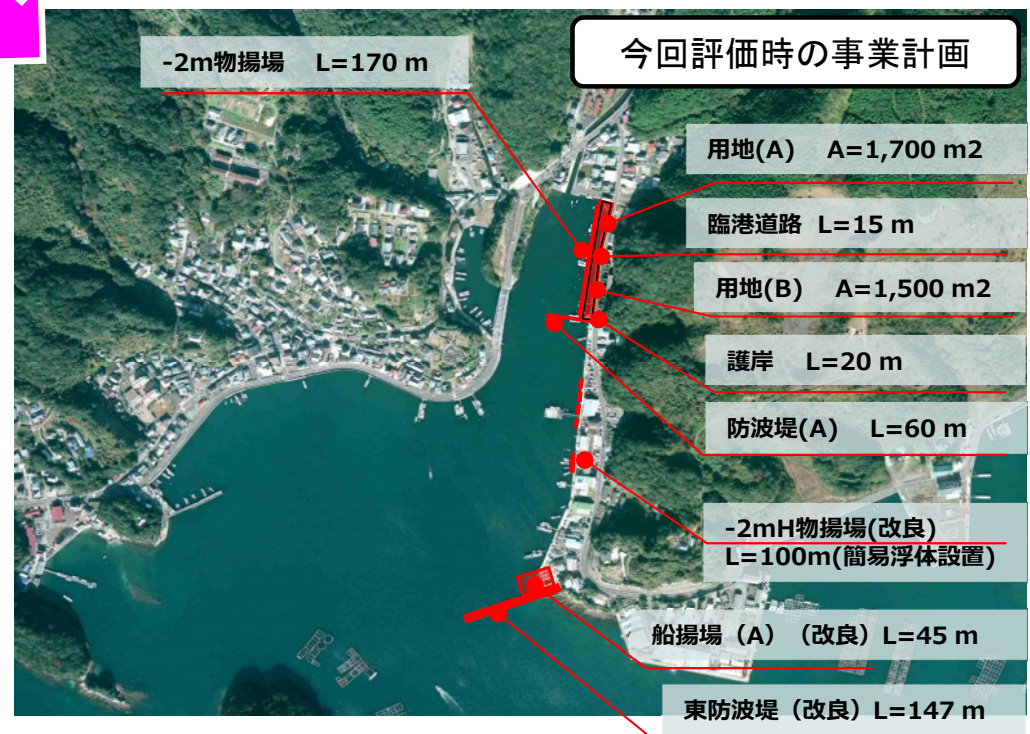 今回評価時の事業計画
-2m物揚場 L=170 m
用地(A) A=1,700 m2
臨港道路 L=15 m
用地(B) A=1,500 m2
護岸 L=20 m
防波堤(A) L=60 m
-2mH物揚場(改良)
L=100m(簡易浮体設置)
船揚場（A）（改良）L=45 m
東防波堤（改良）L=147 m